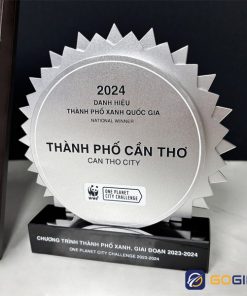 2024
DANH HIỆU
THÀNH PHỐ XANH QUỐC GIA
NATIONAL WINNER
THÀNH PHỐ CẦN THƠ
CAN THO CITY
WWF
ONE PLANET
CITY CHALLENGE
CHƯƠNG TRÌNH THÀNH PHỐ XANH, GIAI ĐOẠN 2023-2024
ONE PLANET CITY CHALLENGE 2023-2024
GOGI